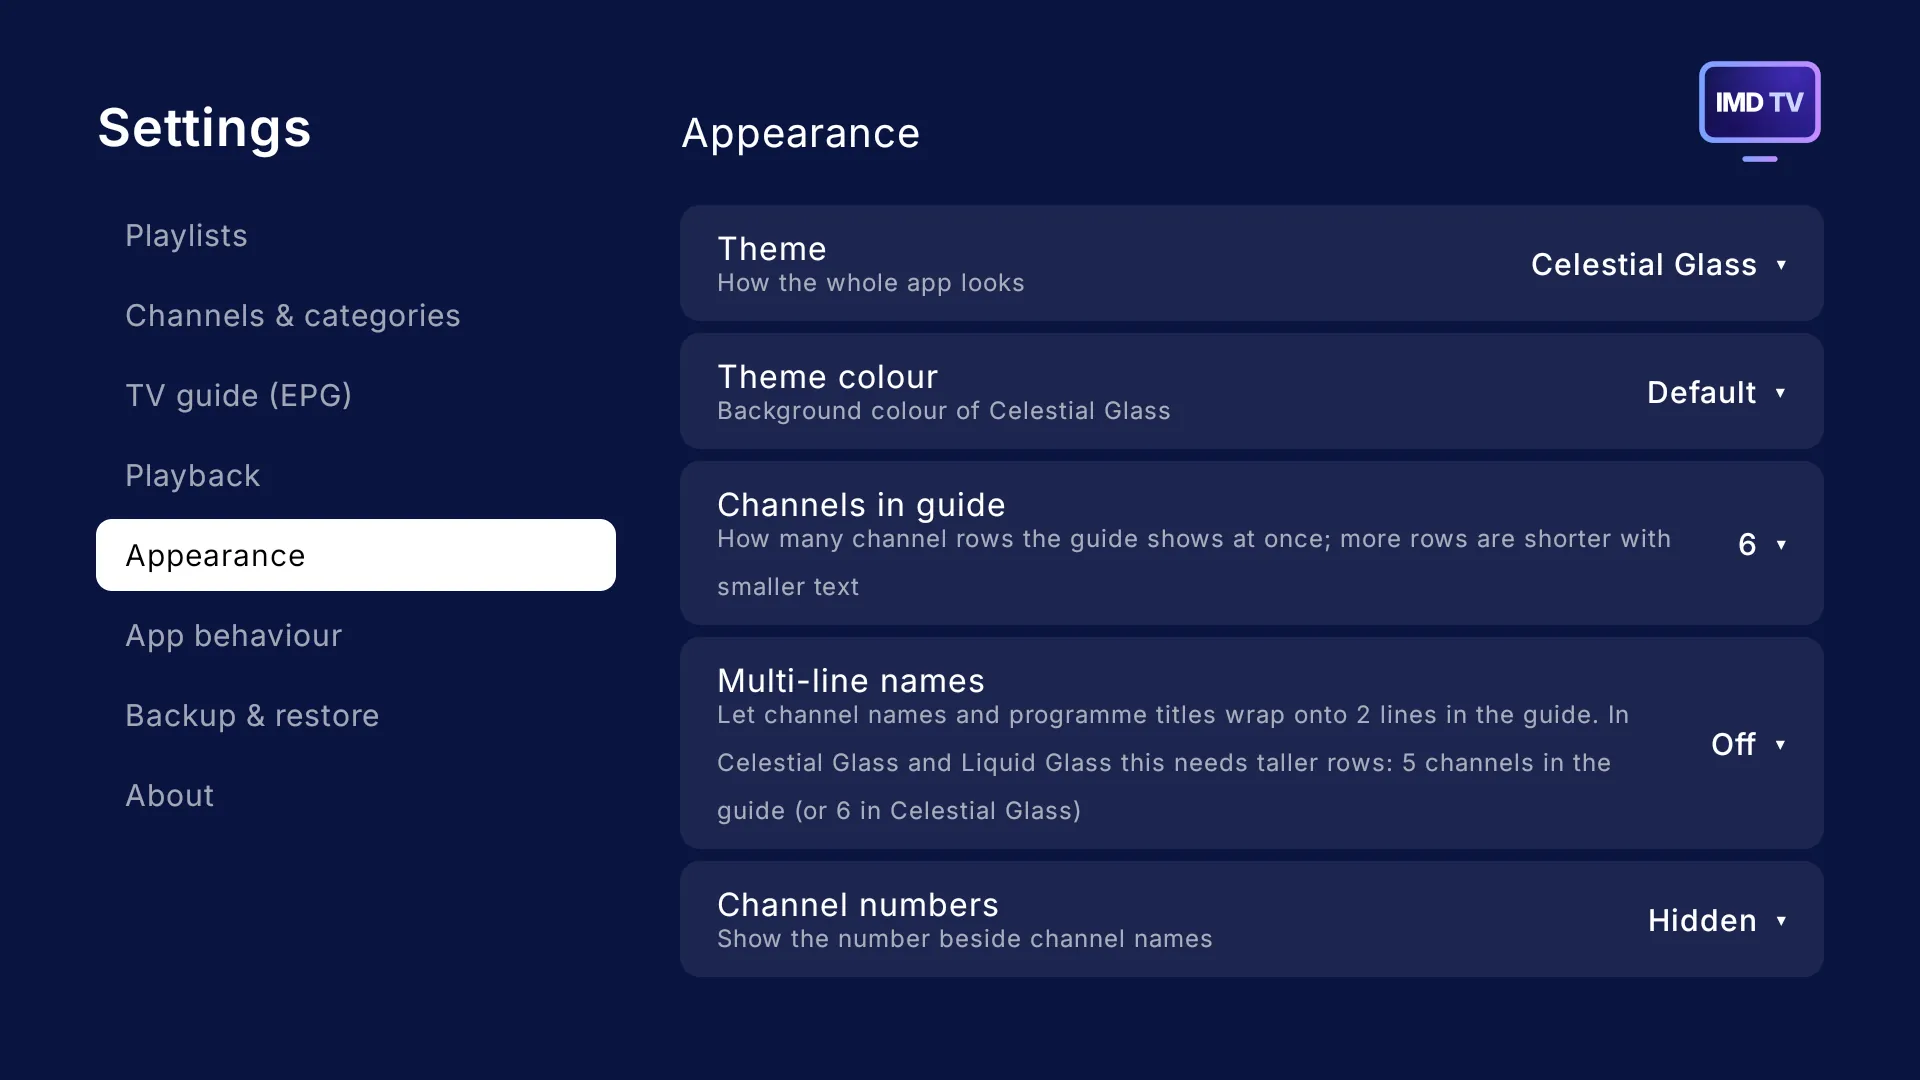 Settings
Playlists
Channels & categories
TV guide (EPG)
Playback
Appearance
App behaviour
Backup & restore
About
Appearance
IMD TV
Theme
How the whole app looks
Celestial Glass
Theme colour
Background colour of Celestial Glass
Default
Channels in guide
How many channel rows the guide shows at once; more rows are shorter with
smaller text
6
Multi-line names
Let channel names and programme titles wrap onto 2 lines in the guide. In
Celestial Glass and Liquid Glass this needs taller rows: 5 channels in the
guide (or 6 in Celestial Glass)
Off
Channel numbers
Show the number beside channel names
Hidden